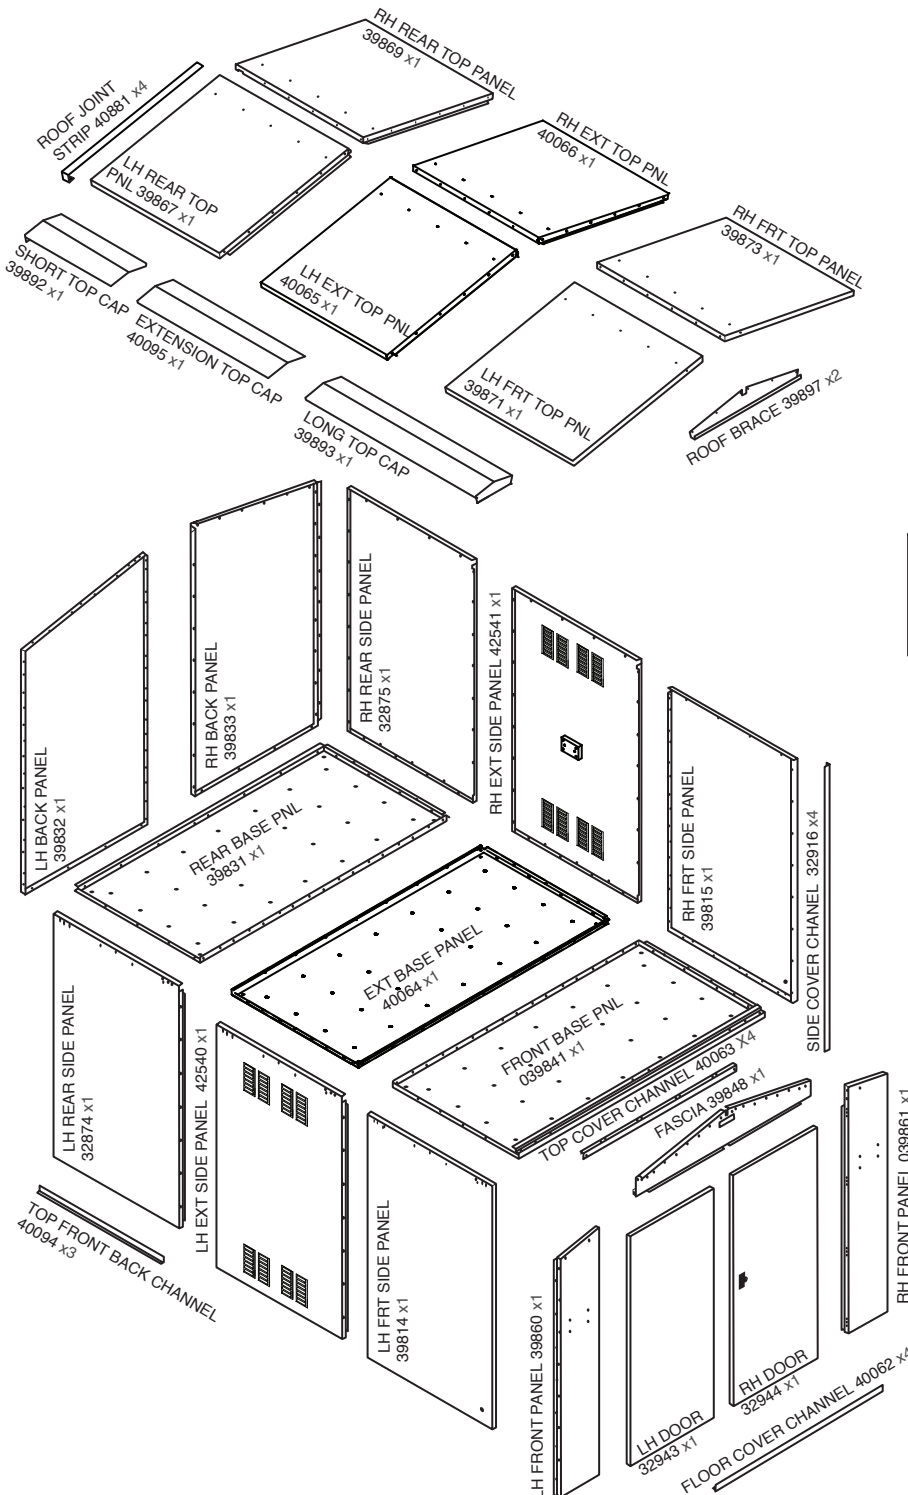 RH REAR TOP PANEL
39869 x1
ROOF JOINT
STRIP 40881 x4
LH REAR TOP
PNL 39867 x1
RH EXT TOP PNL
40066 x1
SHORT TOP CAP
39892 x1
LH EXT TOP PNL
40065 x1
RH FRT TOP PANEL
39873 x1
EXTENSION TOP CAP
40095 x1
LH FRT TOP PNL
39871 x1
LONG TOP CAP
39893 x1
ROOF BRACE 39897 x2
LH BACK PANEL
39832 x1
RH BACK PANEL
39833 x1
RH REAR SIDE PANEL
32875 x1
RH EXT SIDE PANEL 42541 x1
RH FRT SIDE PANEL
39815 x1
SIDE COVER CHANEL 32916 x4
REAR BASE PNL
39831 x1
EXT BASE PANEL
40064 x1
FRONT BASE PNL
039841 x1
LH REAR SIDE PANEL
32874 x1
LH EXT SIDE PANEL 42540 x1
TOP COVER CHANNEL 40063 X4
FASCIA 39848 x1
TOP FRONT BACK CHANNEL
40094 x3
LH FRT SIDE PANEL
39814 x1
LH FRONT PANEL 39860 x1
LH DOOR
32943 x1
RH DOOR
32944 x1
RH FRONT PANEL 039861 x1
FLOOR COVER CHANNEL 40062 x4